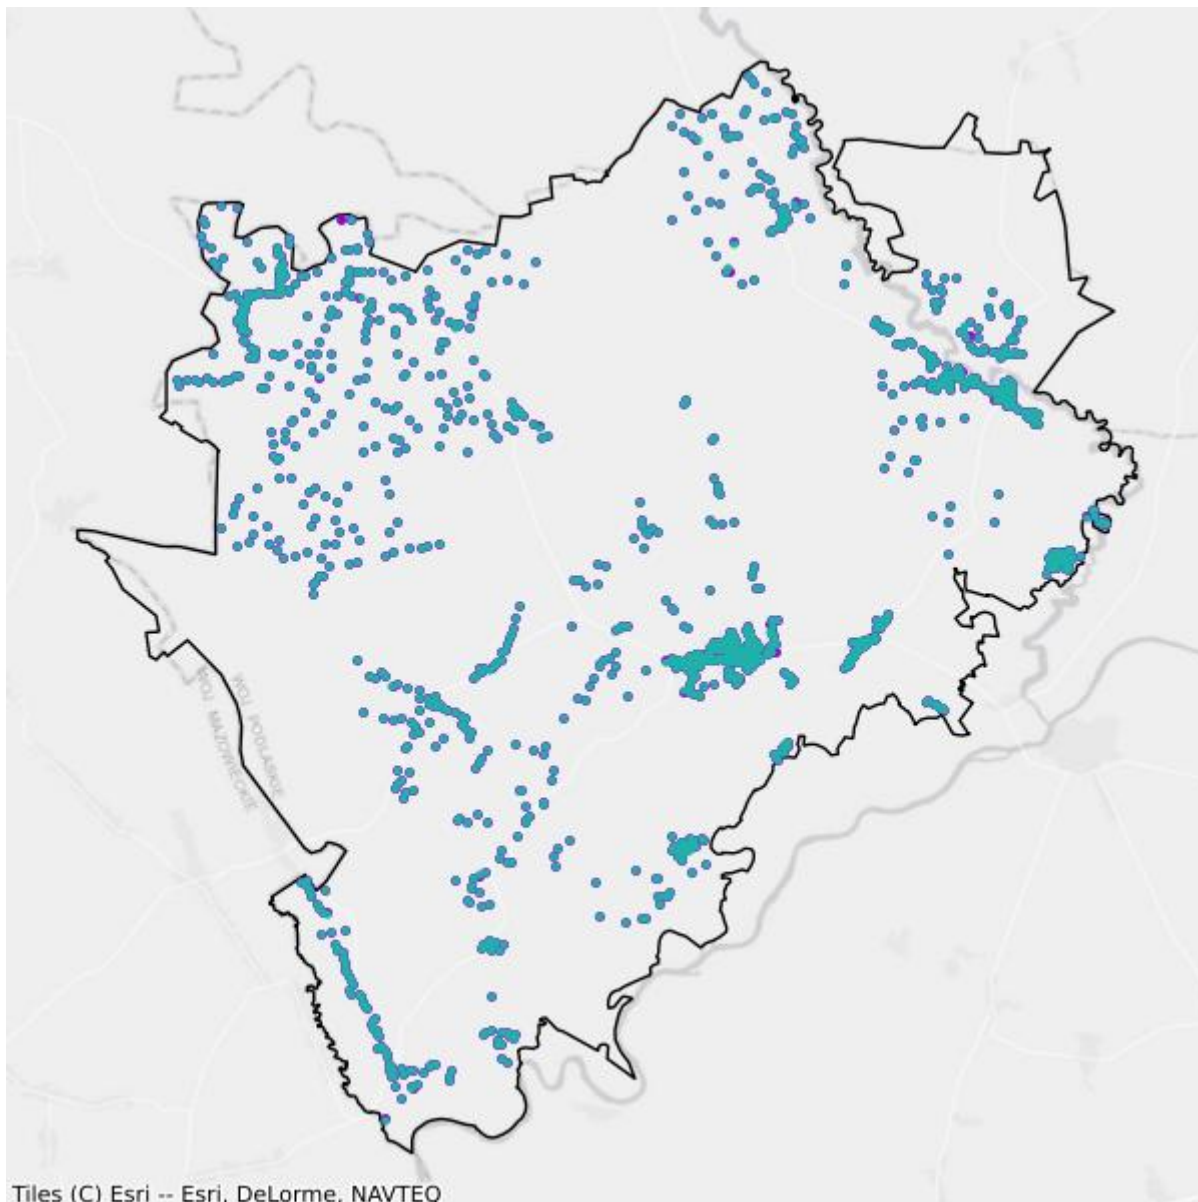 WOJ. PODLASKIE
WOJ. MAZOWIECKIE
Tiles (C) Esri -- Esri, DeLorme, NAVTEQ